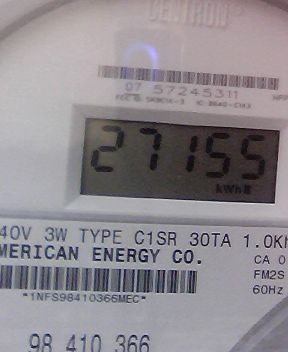 CENTRON®
07 57245311
27155
kWh
40V 3W TYPE C1SR 30TA 1.0Kh
MERICAN ENERGY CO.
CA 0
FM2S
60Hz
*1NFS98410366MEC*
98 410 366